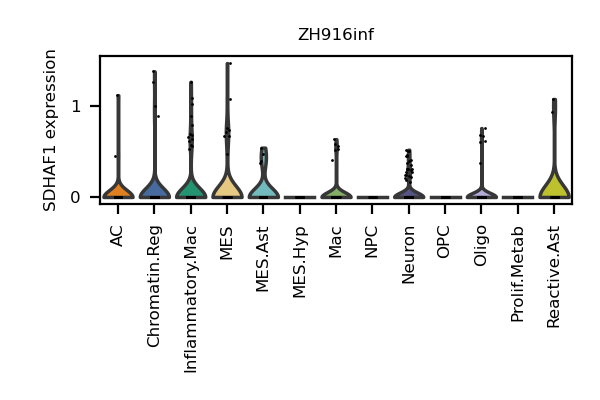 ZH916inf
SDHAF1 expression
1
0
AC
Chromatin.Reg
Inflammatory.Mac
MES
MES.Ast
MES.Hyp
Mac
NPC
Neuron
OPC
Oligo
Prolif.Metab
Reactive.Ast